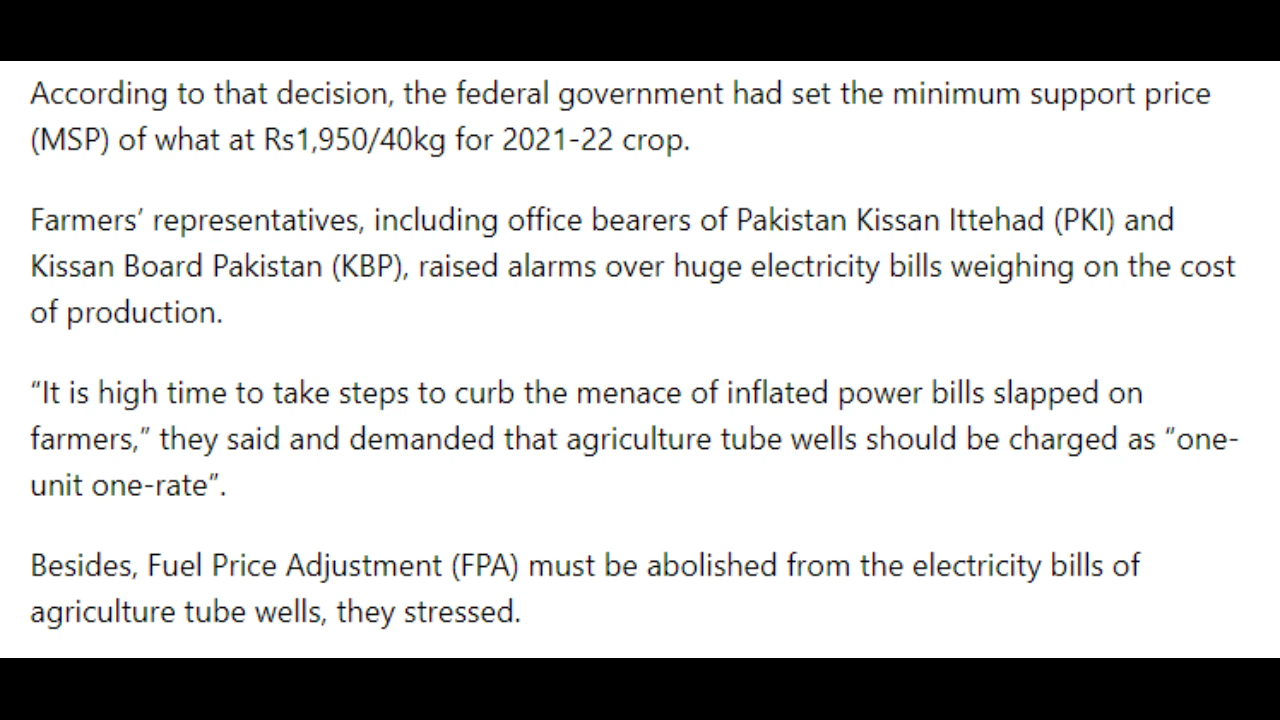 According to that decision, the federal government had set the minimum support price
(MSP) of what at Rs1,950/40kg for 2021-22 crop.
Farmers’ representatives, including office bearers of Pakistan Kissan Ittehad (PKI) and
Kissan Board Pakistan (KBP), raised alarms over huge electricity bills weighing on the cost
of production.
“It is high time to take steps to curb the menace of inflated power bills slapped on
farmers,” they said and demanded that agriculture tube wells should be charged as “one-
unit one-rate”.
Besides, Fuel Price Adjustment (FPA) must be abolished from the electricity bills of
agriculture tube wells, they stressed.